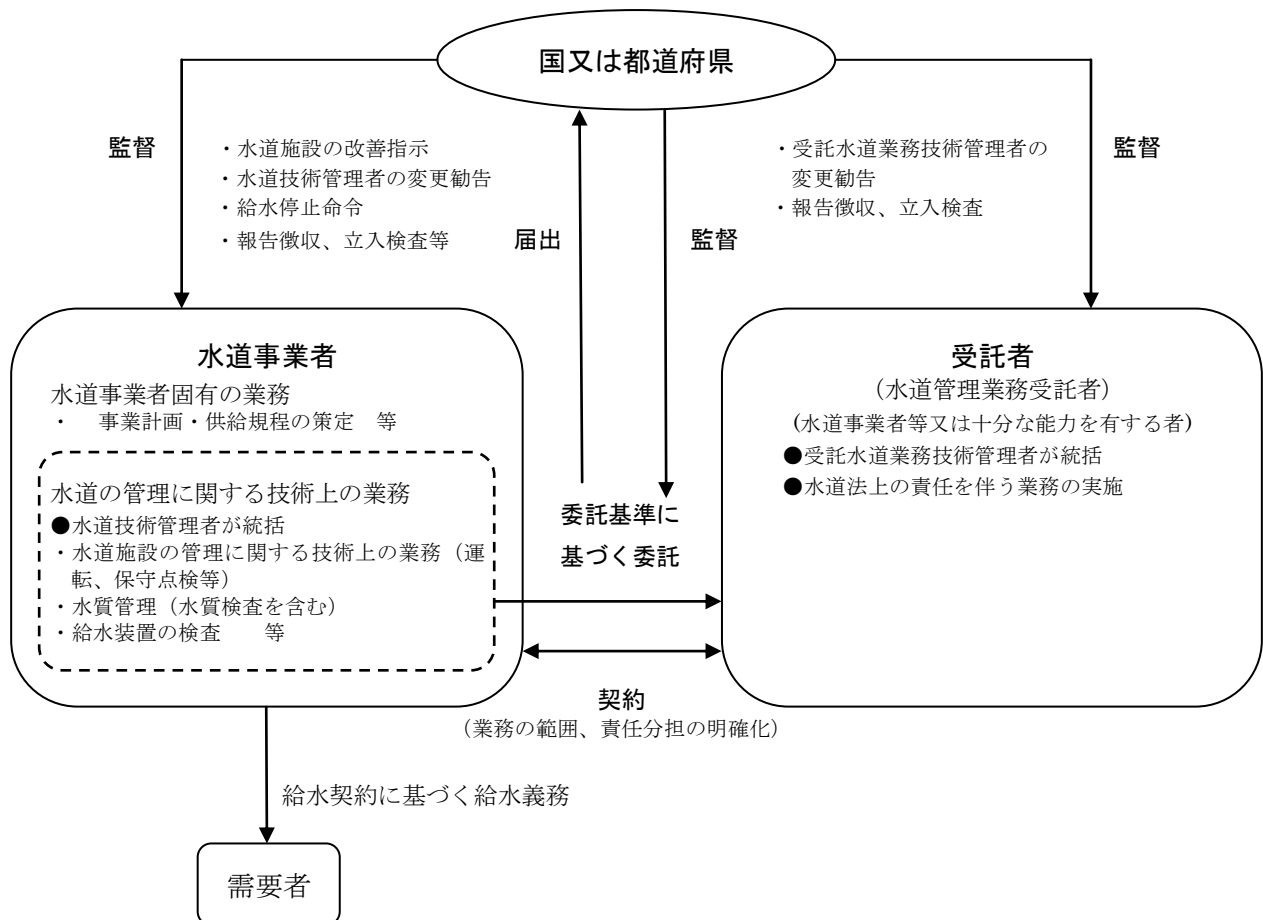 国又は都道府県
監督
・水道施設の改善指示
・水道技術管理者の変更勧告
・給水停止命令
・報告徴収、立入検査等
届出
監督
・受託水道業務技術管理者の
変更勧告
・報告徴収、立入検査
監督
水道事業者
水道事業者固有の業務
・　事業計画・供給規程の策定　等
水道の管理に関する技術上の業務
●水道技術管理者が統括
・水道施設の管理に関する技術上の業務（運
転、保守点検等）
・水質管理（水質検査を含む）
・給水装置の検査　　等
委託基準に
基づく委託
受託者
（水道管理業務受託者）
(水道事業者等又は十分な能力を有する者)
●受託水道業務技術管理者が統括
●水道法上の責任を伴う業務の実施
契約
（業務の範囲、責任分担の明確化）
給水契約に基づく給水義務
需要者